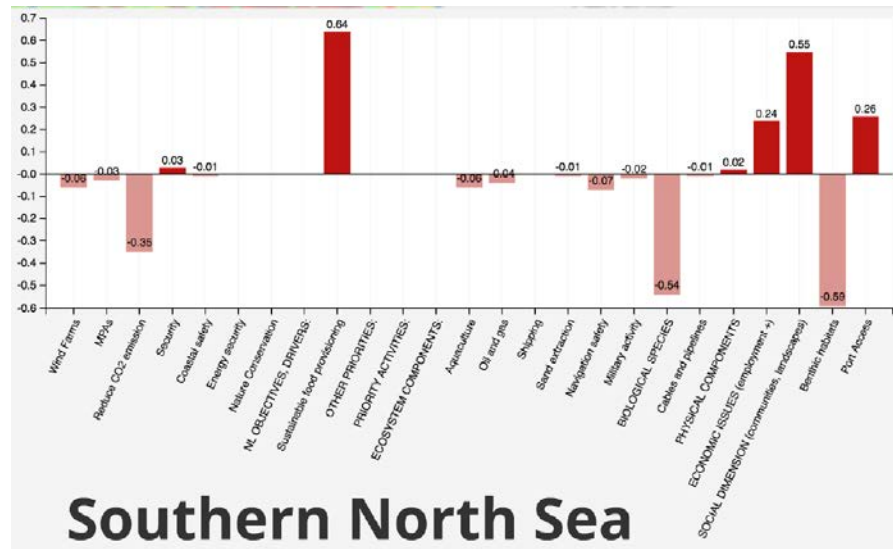 0.7
0.6
0.5
0.4
0.3
0.2
0.1
-0.0
-0.1
-0.2
-0.3
-0.4
-0.5
-0.6
-0.06
-0.03
-0.35
0.03
-0.01
0.64
-0.06
-0.04
-0.01
-0.07
-0.02
-0.54
-0.01
0.02
0.24
0.55
-0.59
0.26
Wind Farms
MPAs
Reduce CO2 emission
Security
Coastal safety
Energy security
Nature Conservation
NL OBJECTIVES, DRIVERS:
Sustainable food provisioning
OTHER PRIORITIES:
PRIORITY ACTIVITIES:
ECOSYSTEM COMPONENTS:
Aquaculture
Oil and gas
Shipping
Sand extraction
Navigation safety
Military activity
BIOLOGICAL SPECIES
Cables and pipelines
PHYSICAL COMPONENTS
ECONOMIC ISSUES (employment +)
SOCIAL DIMENSION (communities, landscapes)
Benthic habitats
Port Access
Southern North Sea